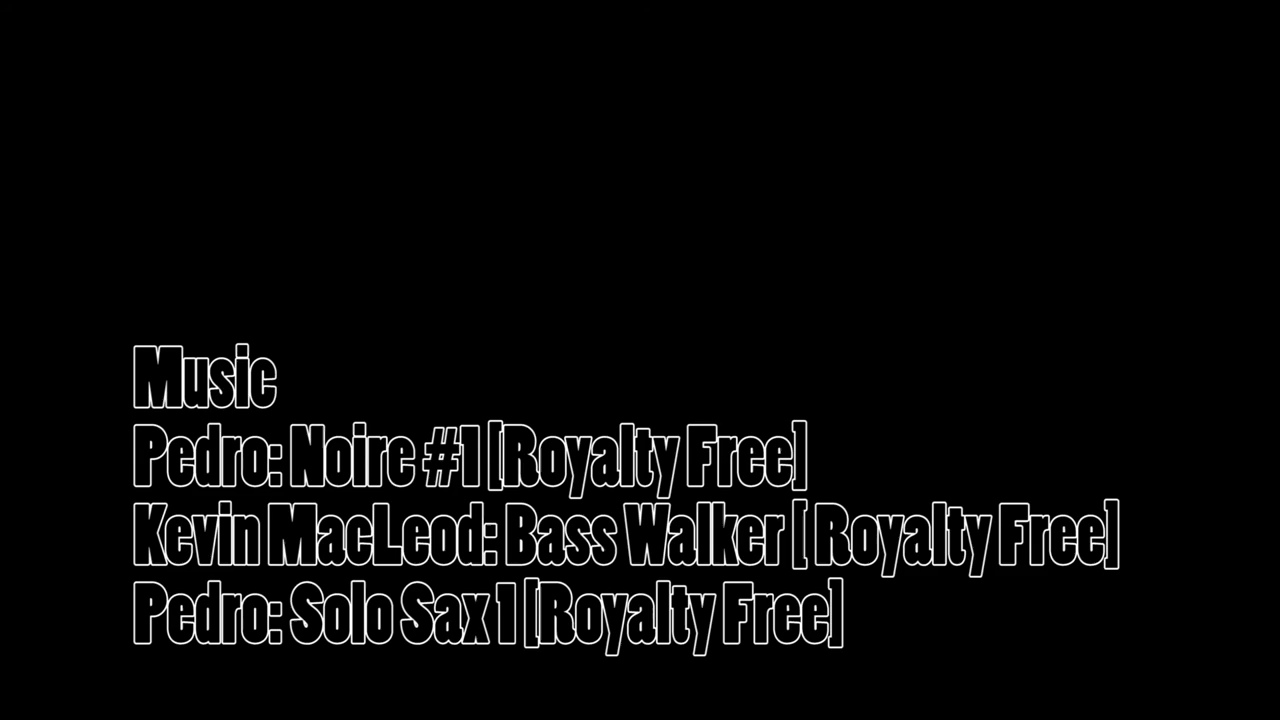 Music
Pedro: Noire #1 [Royalty Free]
Kevin MacLeod: Bass Walker [ Royalty Free]
Pedro: Solo Sax 1 [Royalty Free]